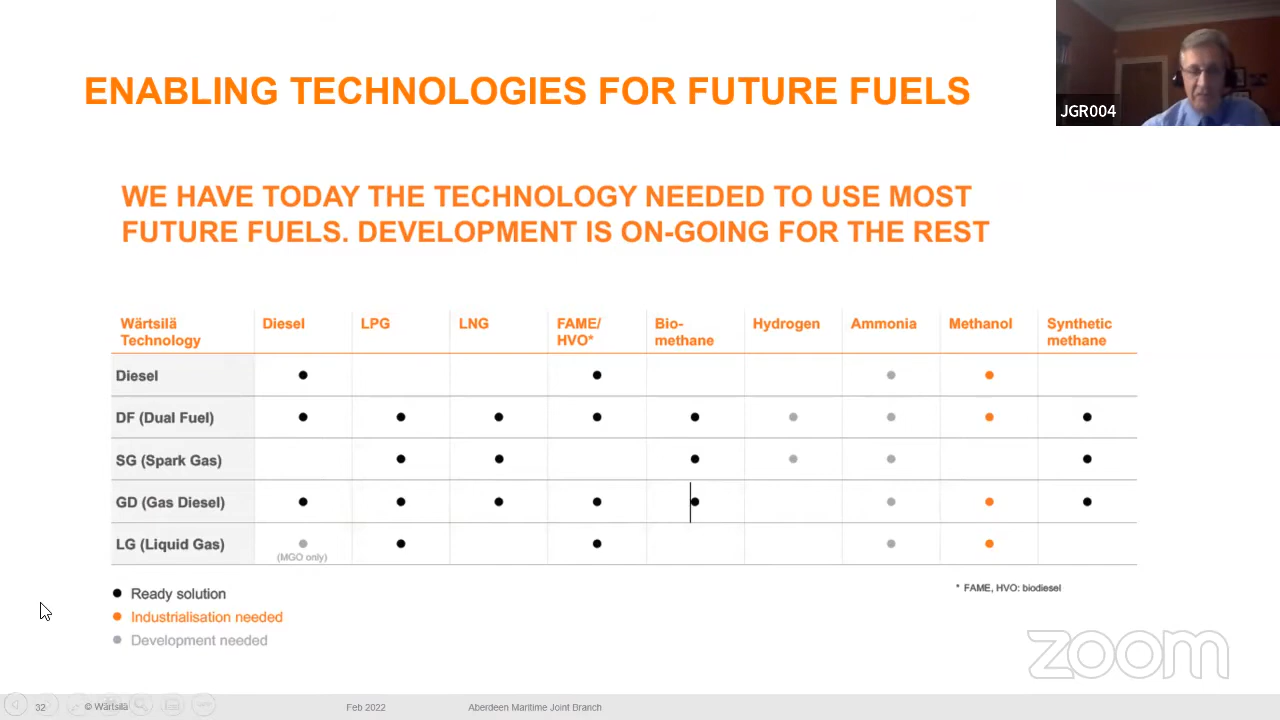 ENABLING TECHNOLOGIES FOR FUTURE FUELS
JGR004
WE HAVE TODAY THE TECHNOLOGY NEEDED TO USE MOST
FUTURE FUELS. DEVELOPMENT IS ON-GOING FOR THE REST
Wärtsilä Technology Diesel LPG LNG FAME/ HVO* Bio- methane Hydrogen Ammonia Methanol Synthetic methane
Diesel
DF (Dual Fuel)
SG (Spark Gas)
GD (Gas Diesel)
LG (Liquid Gas)
(MGO only)
Ready solution
* FAME, HVO: biodiesel
Industrialisation needed
Development needed
zoom
32 © Wärtsilä Feb 2022 Aberdeen Maritime Joint Branch